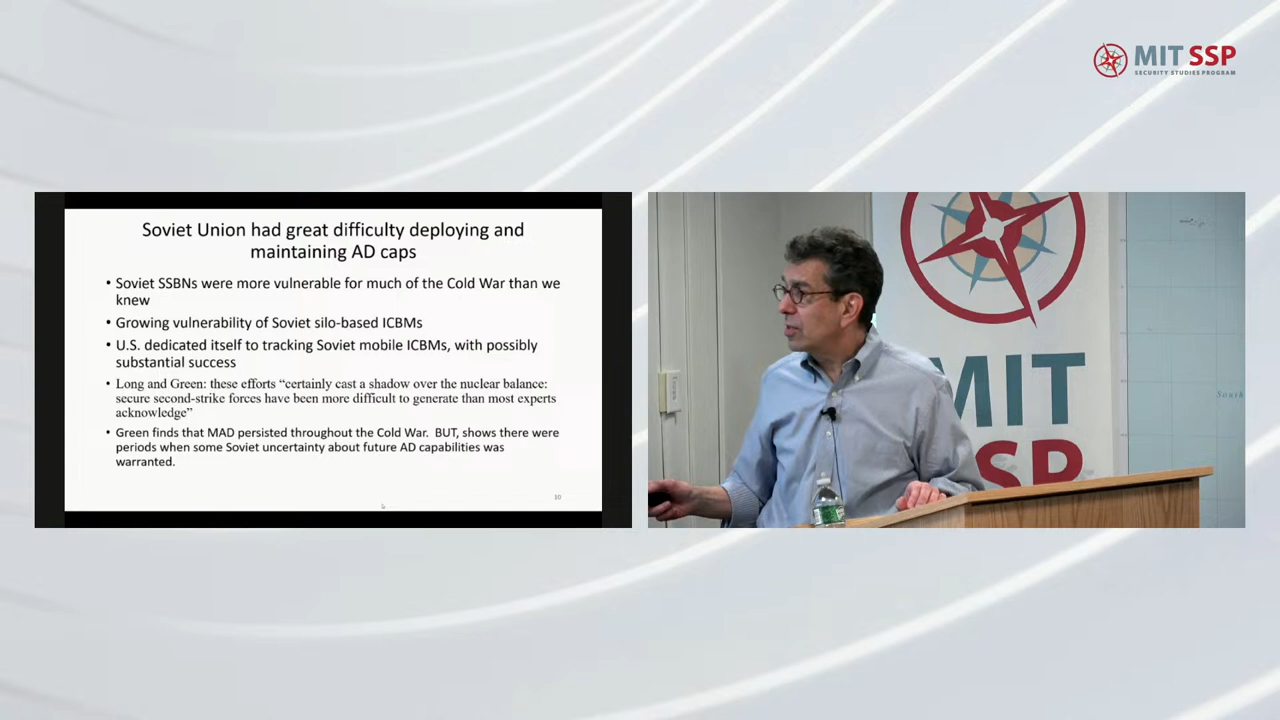 MIT SSP
SECURITY STUDIES PROGRAM
Soviet Union had great difficulty deploying and
maintaining AD caps
• Soviet SSBNs were more vulnerable for much of the Cold War than we
knew
• Growing vulnerability of Soviet silo-based ICBMs
• U.S. dedicated itself to tracking Soviet mobile ICBMs, with possibly
substantial success
• Long and Green: these efforts “certainly cast a shadow over the nuclear balance:
secure second-strike forces have been more difficult to generate than most experts
acknowledge”
• Green finds that MAD persisted throughout the Cold War.  BUT, shows there were
periods when some Soviet uncertainty about future AD capabilities was
warranted.
10
MIT
SSP
South